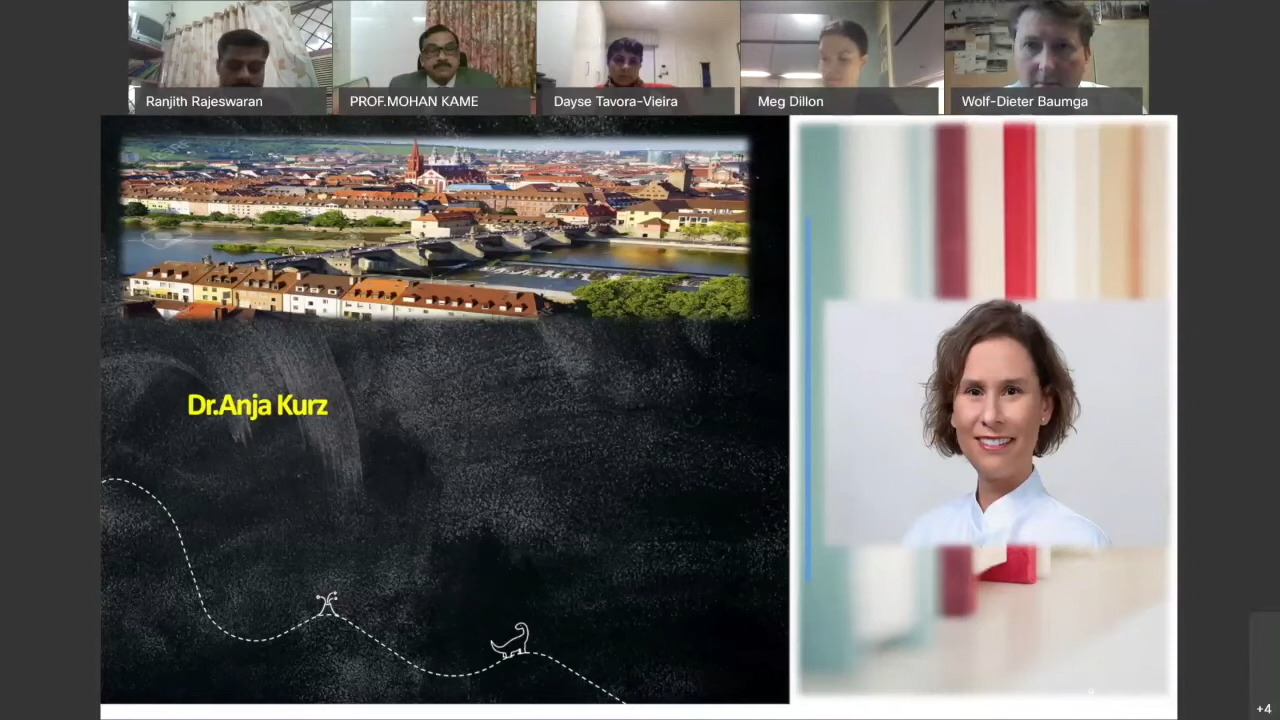 Ranjith Rajeswaran
PROF.MOHAN KAME
Dayse Tavora-Vieira
Meg Dillon
Wolf-Dieter Baumga
Dr.Anja Kurz
+4